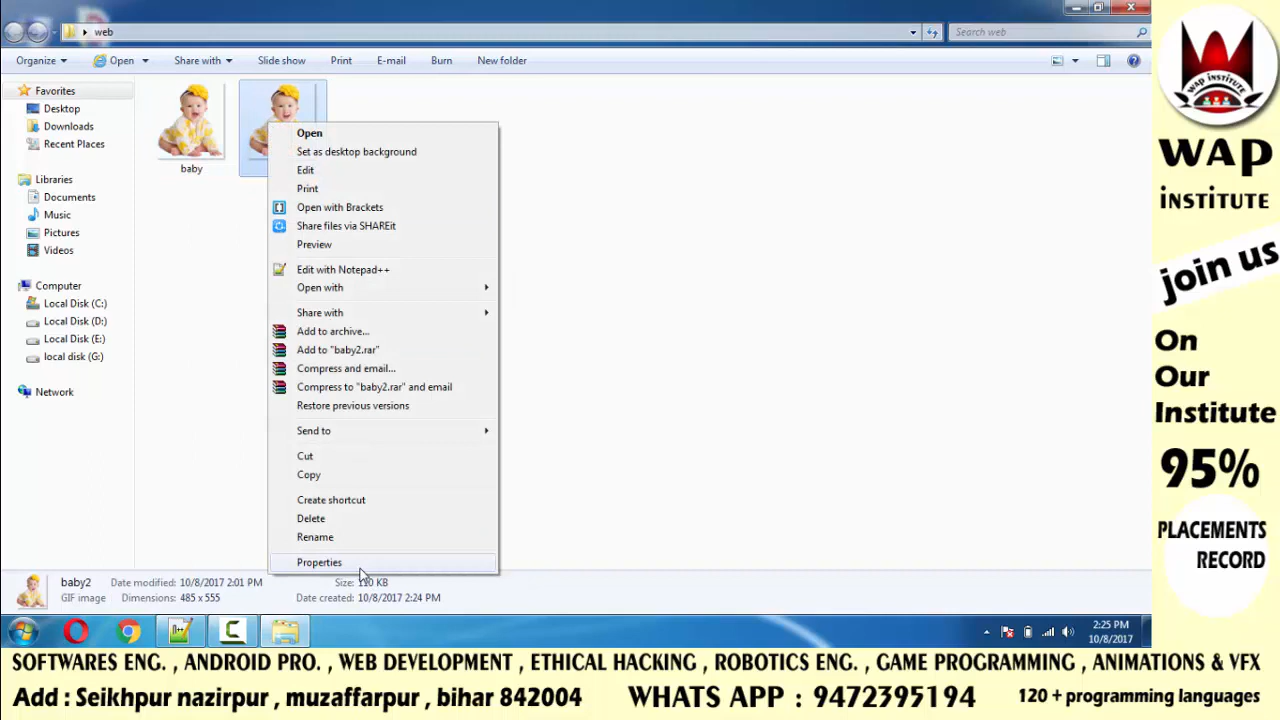 web
Search web
Organize
Open
Share with
Slide show
Print
E-mail
Burn
New folder
Favorites
Desktop
Downloads
Recent Places
Libraries
Documents
Music
Pictures
Videos
Computer
Local Disk (C:)
Local Disk (D:)
Local Disk (E:)
local disk (G:)
Network
baby
Open
Set as desktop background
Edit
Print
Open with Brackets
Share files via SHAREit
Preview
Edit with Notepad++
Open with
Share with
Add to archive...
Add to "baby2.rar"
Compress and email...
Compress to "baby2.rar" and email
Restore previous versions
Send to
Cut
Copy
Create shortcut
Delete
Rename
Properties
baby2 Date modified: 10/8/2017 2:01 PM Size: 110 KB
GIF image Dimensions: 485 x 555 Date created: 10/8/2017 2:24 PM
2:25 PM
10/8/2017
wap institute
WAP
iNSTiTUTE
join us
On
Our
Institute
95%
PLACEMENTS
RECORD
SOFTWARES ENG. , ANDROID PRO. , WEB DEVELOPMENT , ETHICAL HACKING , ROBOTICS ENG. , GAME PROGRAMMING , ANIMATIONS & VFX
Add : Seikhpur nazirpur , muzaffarpur , bihar 842004 WHATS APP : 9472395194 120 + programming languages